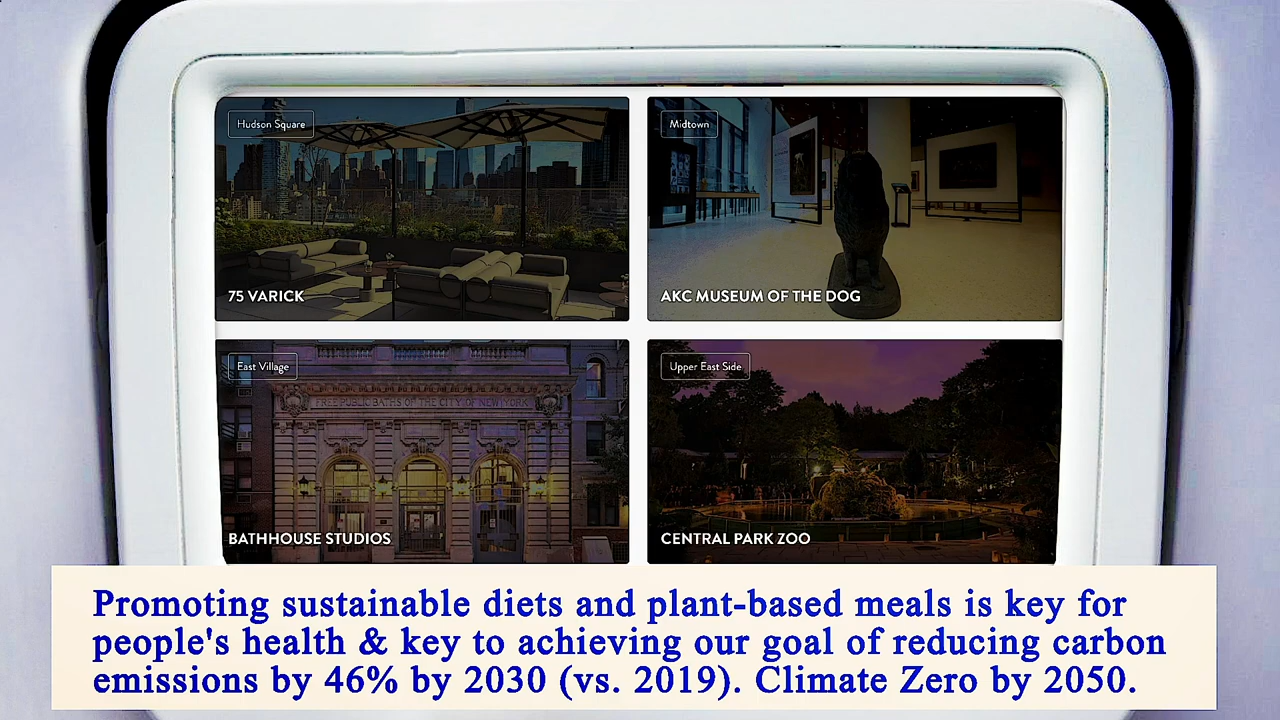 Hudson Square
75 VARICK
Midtown
AKC MUSEUM OF THE DOG
East Village
FREE PUBLIC BATHS OF THE CITY OF NEW YORK
BATHHOUSE STUDIOS
Upper East Side
CENTRAL PARK ZOO
Promoting sustainable diets and plant-based meals is key for
people's health & key to achieving our goal of reducing carbon
emissions by 46% by 2030 (vs. 2019). Climate Zero by 2050.